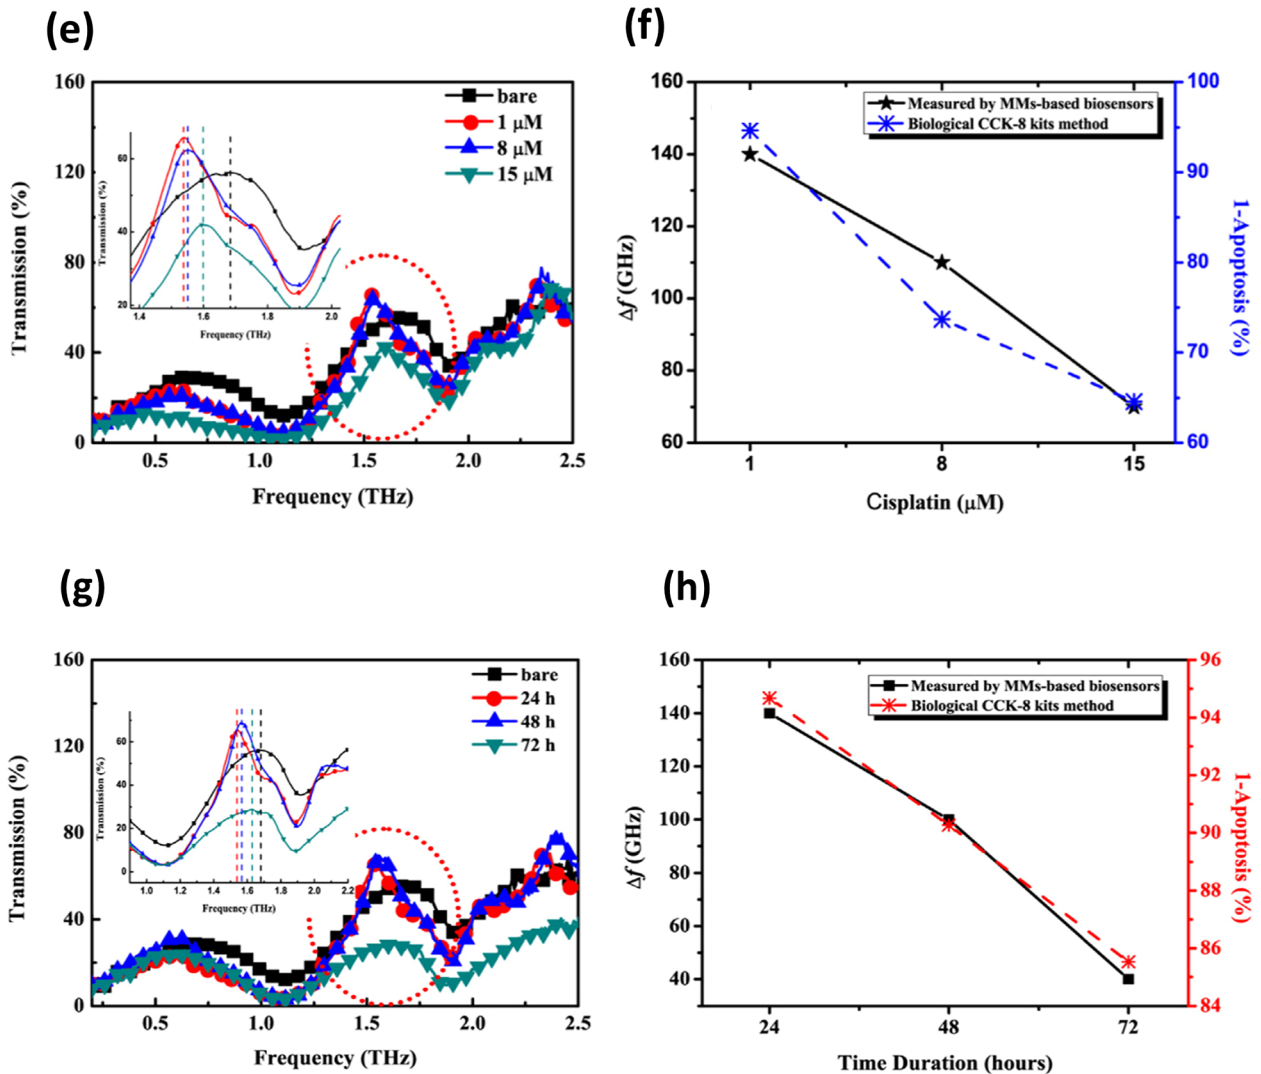 (e)
160
120
80
40
0
Transmission (%)
bare
1 μM
8 μM
15 μM
60
40
20
Transmission (%)
1.4 1.6 1.8 2.0
Frequency (THz)
0.5 1.0 1.5 2.0 2.5
Frequency (THz)
(f)
160
140
120
100
80
60
Δf (GHz)
Measured by MMs-based biosensors
Biological CCK-8 kits method
100
90
80
70
60
1-Apoptosis (%)
1 8 15
Cisplatin (μM)
(g)
160
120
80
40
0
Transmission (%)
bare
24 h
48 h
72 h
60
40
20
0
Transmission (%)
1.0 1.2 1.4 1.6 1.8 2.0 2.2
Frequency (THz)
0.5 1.0 1.5 2.0 2.5
Frequency (THz)
(h)
160
140
120
100
80
60
40
Δf (GHz)
Measured by MMs-based biosensors
Biological CCK-8 kits method
96
94
92
90
88
86
84
1-Apoptosis (%)
24 48 72
Time Duration (hours)